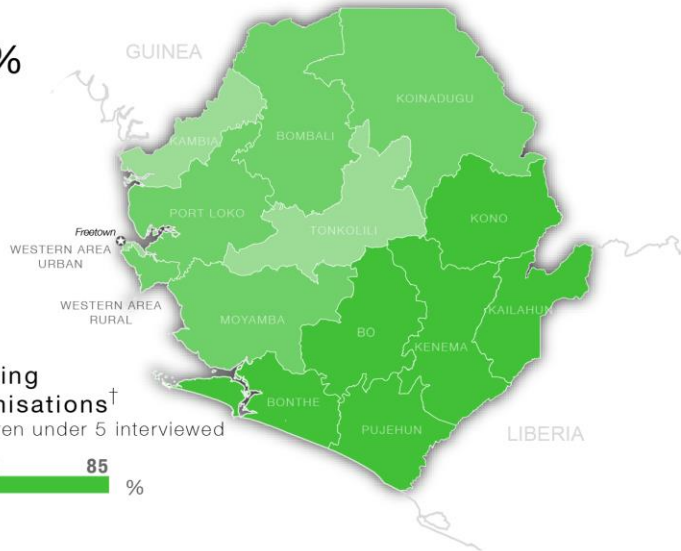 %
GUINEA
KOINADUGU
KAMBIA
BOMBALI
PORT LOKO
KONO
Freetown
TONKOLILI
WESTERN AREA
URBAN
WESTERN AREA
RURAL
MOYAMBA
BO
KENEMA
KAILAHUN
BONTHE
PUJEHUN
LIBERIA
ing
nisations†
en under 5 interviewed
85
%